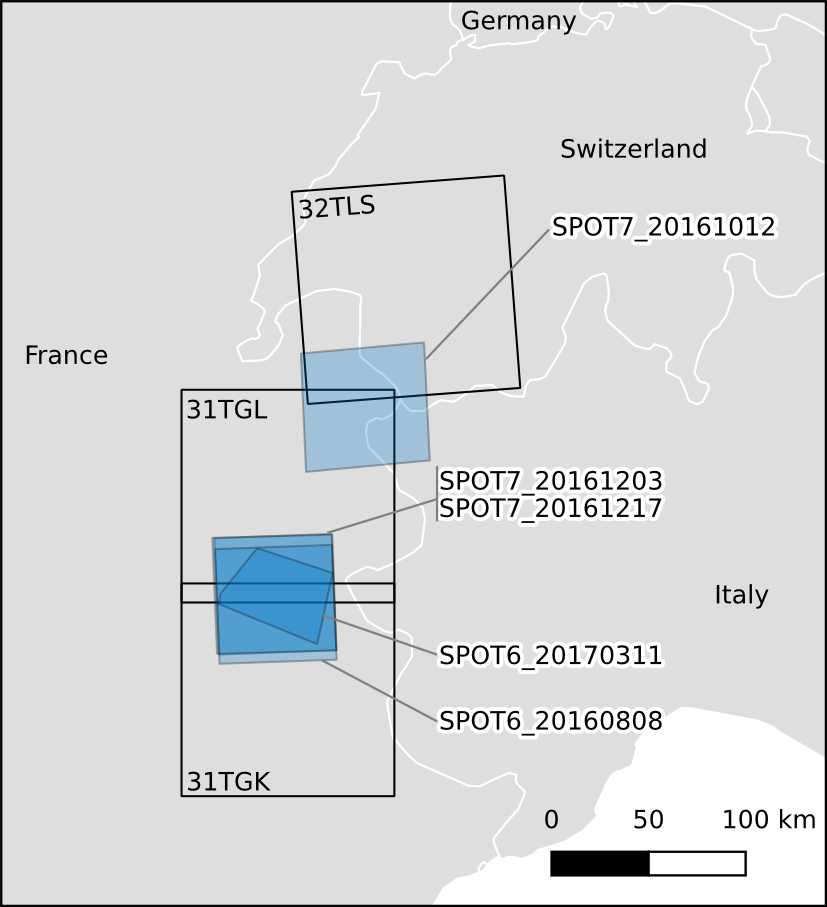 Germany
Switzerland
32TLS
SPOT7_20161012
France
31TGL
SPOT7_20161203
SPOT7_20161217
Italy
SPOT6_20170311
SPOT6_20160808
31TGK
0 50 100 km